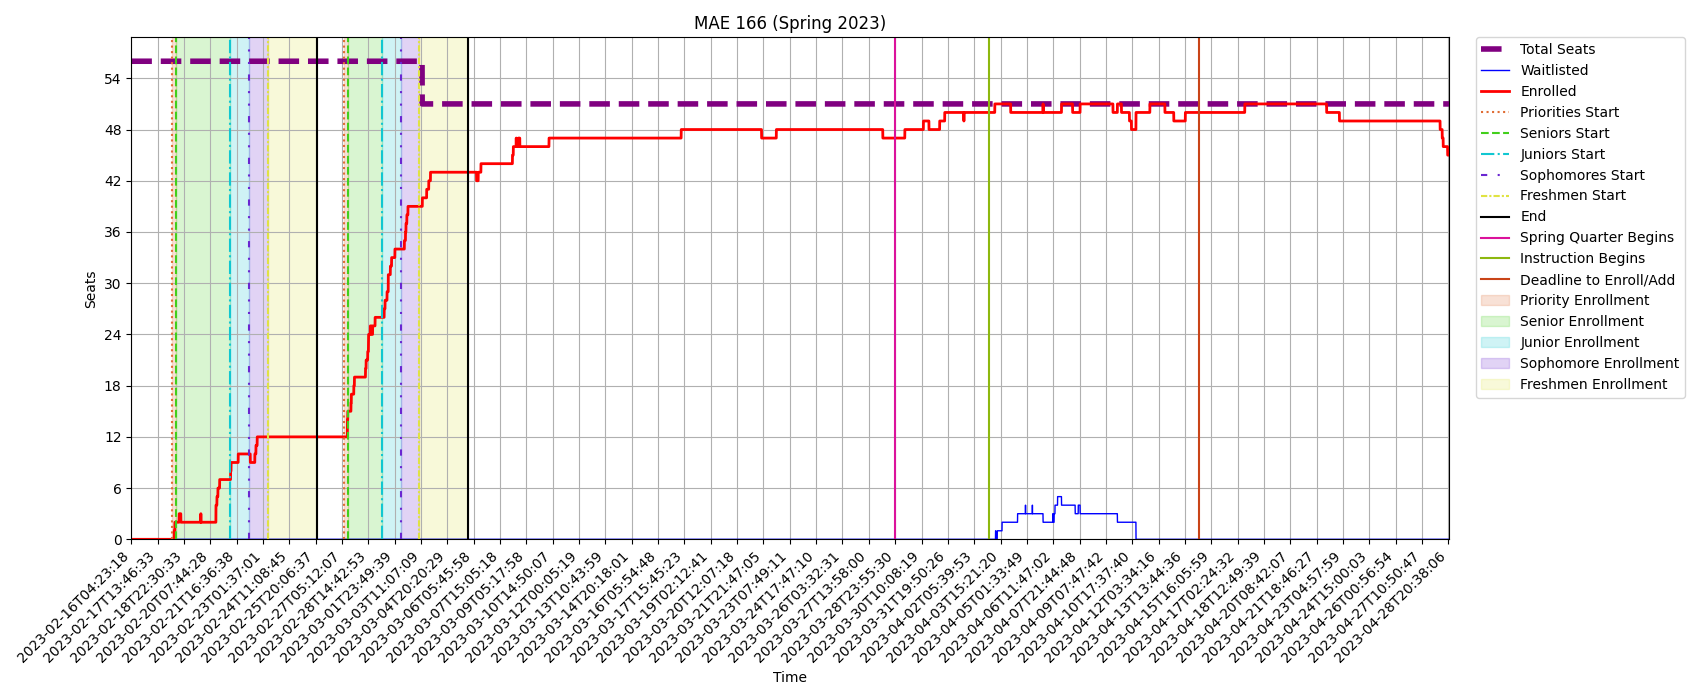 MAE 166 (Spring 2023)
Seats
54
48
42
36
30
24
18
12
6
0
2023-02-16T04:23:18
2023-02-17T13:46:33
2023-02-18T22:30:33
2023-02-20T07:44:28
2023-02-21T16:36:38
2023-02-23T01:37:01
2023-02-24T11:08:45
2023-02-25T20:06:37
2023-02-27T05:12:07
2023-02-28T14:42:53
2023-03-01T23:49:39
2023-03-03T11:07:09
2023-03-04T20:20:29
2023-03-06T05:45:58
2023-03-07T15:05:18
2023-03-09T05:17:58
2023-03-10T14:50:07
2023-03-12T00:05:19
2023-03-13T10:43:59
2023-03-14T20:18:01
2023-03-16T05:54:48
2023-03-17T15:45:23
2023-03-19T02:12:41
2023-03-20T12:07:18
2023-03-21T21:47:05
2023-03-23T07:49:11
2023-03-24T17:47:10
2023-03-26T03:32:31
2023-03-27T13:58:00
2023-03-28T23:55:30
2023-03-30T10:08:19
2023-03-31T19:50:26
2023-04-02T05:39:53
2023-04-03T15:21:20
2023-04-05T01:33:49
2023-04-06T11:47:02
2023-04-07T21:44:48
2023-04-09T07:47:42
2023-04-10T17:37:40
2023-04-12T03:34:16
2023-04-13T13:44:36
2023-04-15T16:05:59
2023-04-17T02:24:32
2023-04-18T12:49:39
2023-04-20T08:42:07
2023-04-21T18:46:27
2023-04-23T04:57:59
2023-04-24T15:00:03
2023-04-26T00:56:54
2023-04-27T10:50:47
2023-04-28T20:38:06
Time
Total Seats
Waitlisted
Enrolled
Priorities Start
Seniors Start
Juniors Start
Sophomores Start
Freshmen Start
End
Spring Quarter Begins
Instruction Begins
Deadline to Enroll/Add
Priority Enrollment
Senior Enrollment
Junior Enrollment
Sophomore Enrollment
Freshmen Enrollment